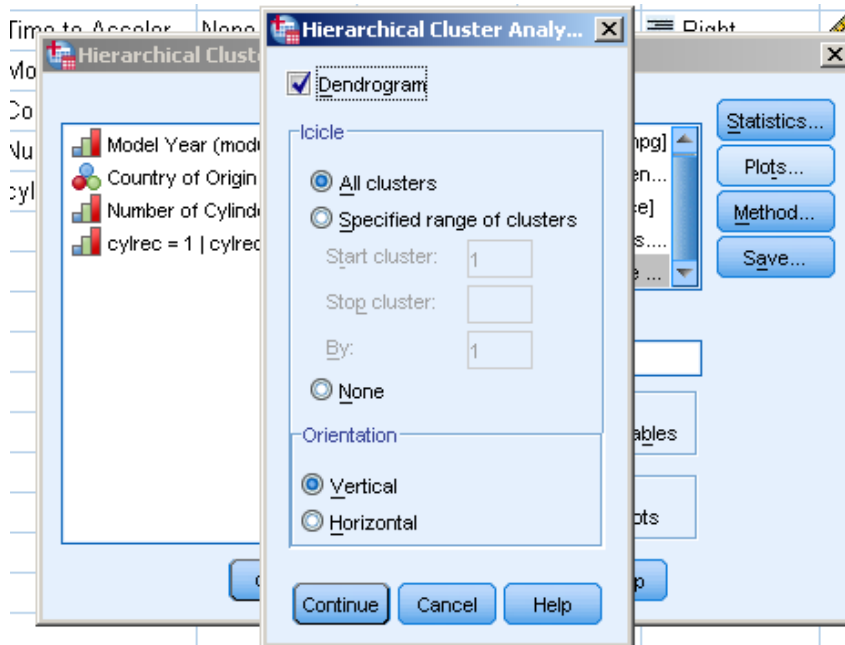 Time to Acceler None Right
Hierarchical Cluster Analy...
Hierarchical Clust
Dendrogram
Icicle
All clusters
Specified range of clusters
Start cluster: 1
Stop cluster:
By: 1
None
Orientation
Vertical
Horizontal
Continue Cancel Help
Mo
Co
Nu
cyl
Model Year (mod
Country of Origin
Number of Cylind
cylrec = 1 | cylrec
mpg]
en...
ce]
s....
e ...
Statistics...
Plots...
Method...
Save...
ables
ots
p